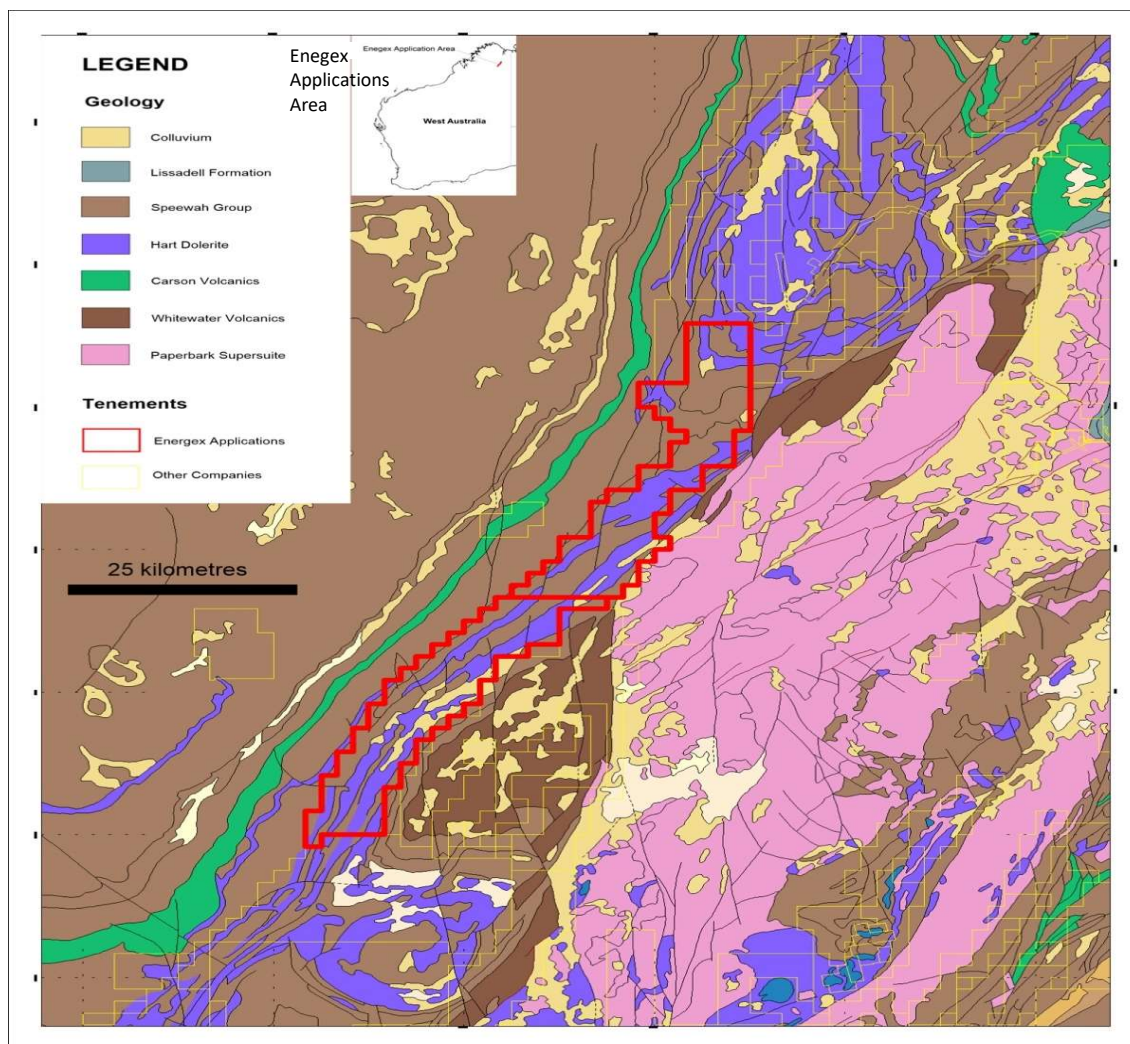 LEGEND
Geology
Colluvium
Lissadell Formation
Speewah Group
Hart Dolerite
Carson Volcanics
Whitewater Volcanics
Paperbark Supersuite
Tenements
Energex Applications
Other Companies
Enegex
Applications
Area
Enegex Application Area
West Australia
25 kilometres